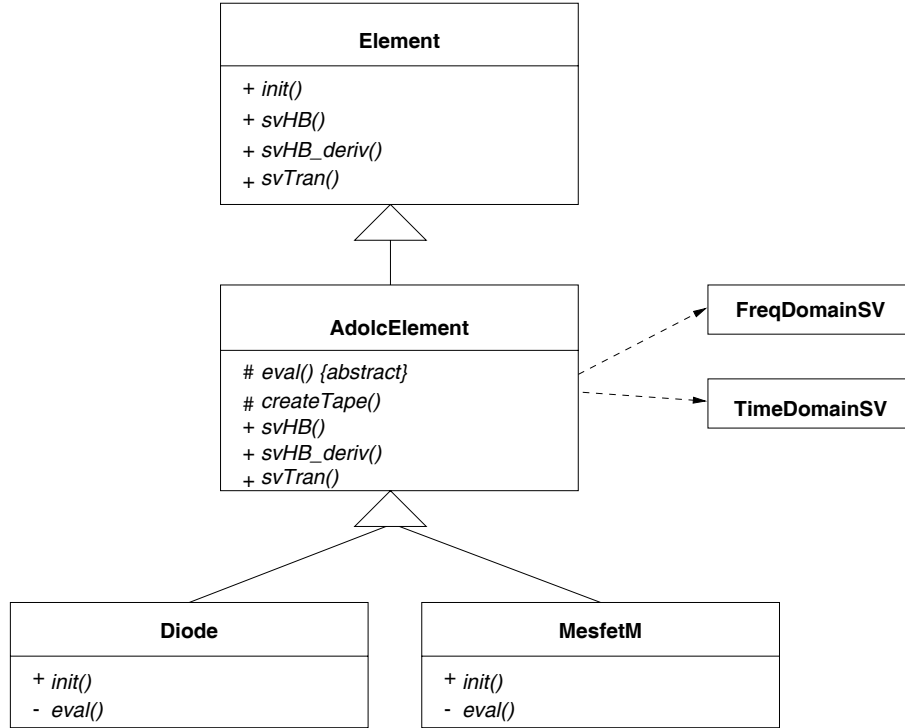 Element
+ init()
+ svHB()
+ svHB_deriv()
+ svTran()
AdolcElement
# eval() {abstract}
# createTape()
+ svHB()
+ svHB_deriv()
+ svTran()
FreqDomainSV
TimeDomainSV
Diode
+ init()
- eval()
MesfetM
+ init()
- eval()